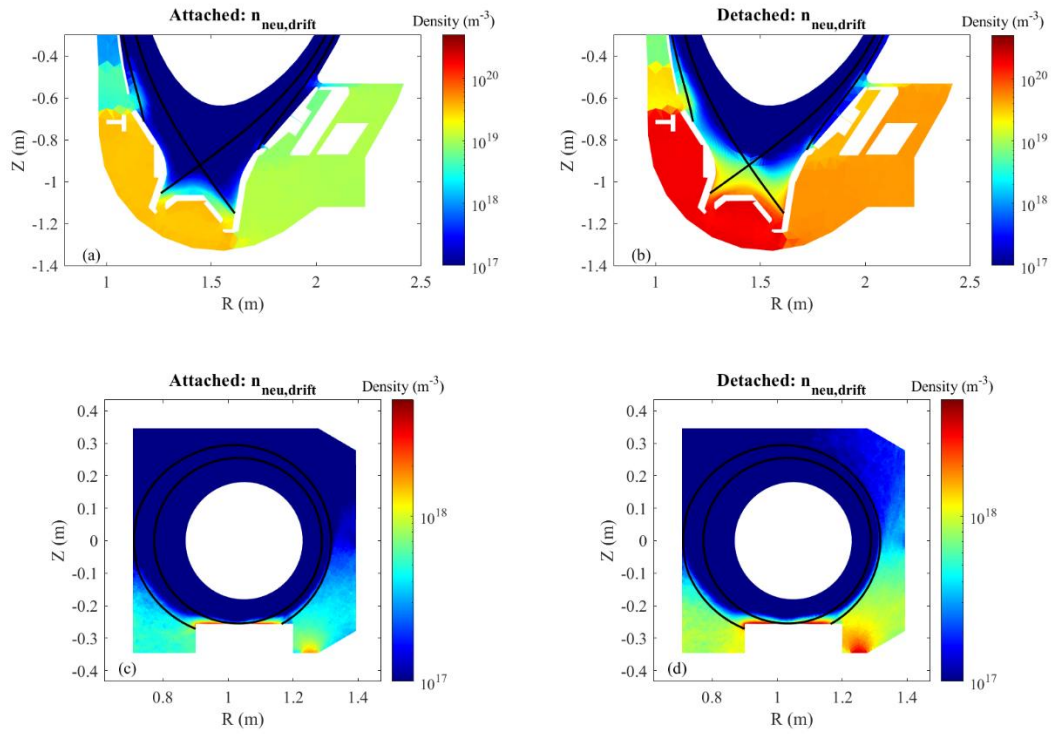 Attached: n_neu,drift
Density (m^-3)
-0.4
-0.6
-0.8
-1
-1.2
-1.4
Z (m)
(a)
1
1.5
2
2.5
R (m)
10^20
10^19
10^18
10^17
Detached: n_neu,drift
Density (m^-3)
-0.4
-0.6
-0.8
-1
-1.2
-1.4
Z (m)
(b)
1
1.5
2
2.5
R (m)
10^20
10^19
10^18
10^17
Attached: n_neu,drift
Density (m^-3)
0.4
0.3
0.2
0.1
0
-0.1
-0.2
-0.3
-0.4
Z (m)
(c)
0.8
1
1.2
1.4
R (m)
10^18
10^17
Detached: n_neu,drift
Density (m^-3)
0.4
0.3
0.2
0.1
0
-0.1
-0.2
-0.3
-0.4
Z (m)
(d)
0.8
1
1.2
1.4
R (m)
10^18
10^17